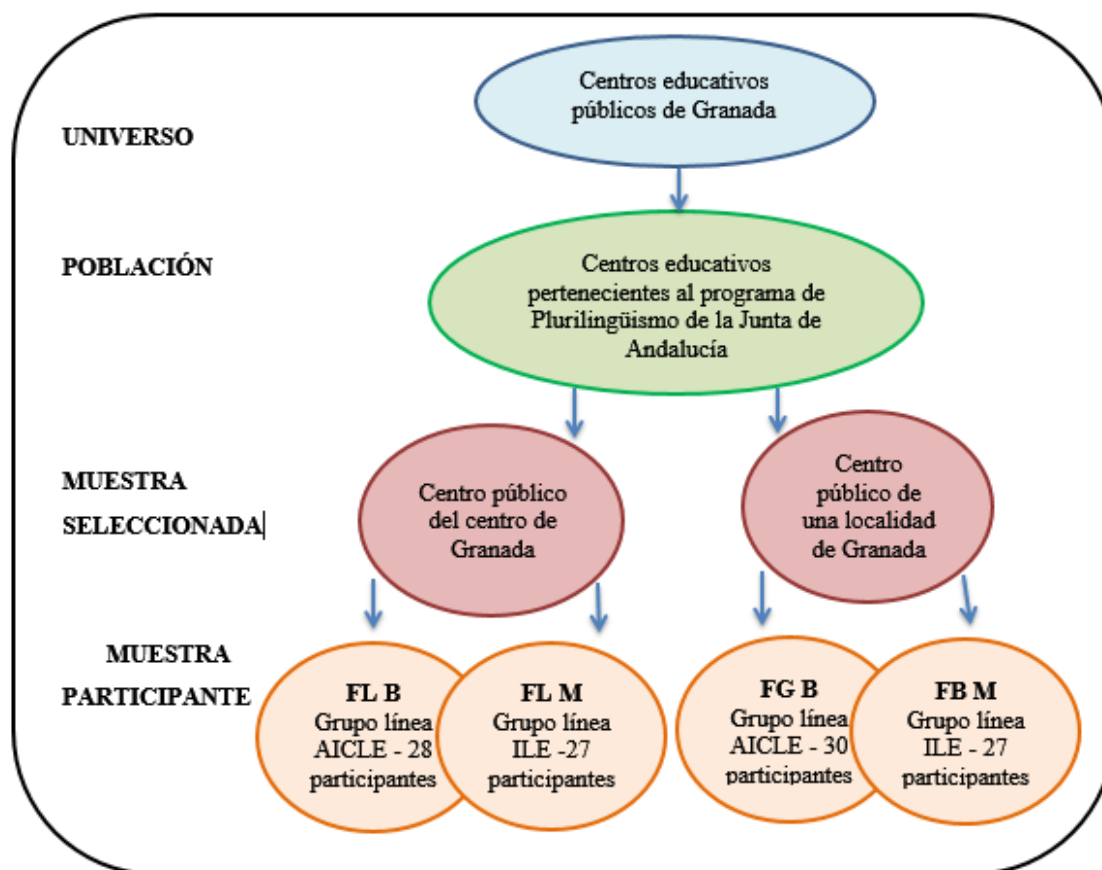 Centros educativos
públicos de Granada
UNIVERSO
POBLACIÓN
Centros educativos
pertenecientes al programa de
Plurilingüismo de la Junta de
Andalucía
MUESTRA
SELECCIONADA
Centro público
del centro de
Granada
Centro
público de
una localidad
de Granada
MUESTRA
PARTICIPANTE
FL B
Grupo línea
AICLE - 28
participantes
FL M
Grupo línea
ILE -27
participantes
FG B
Grupo línea
AICLE - 30
participantes
FB M
Grupo línea
ILE - 27
participantes